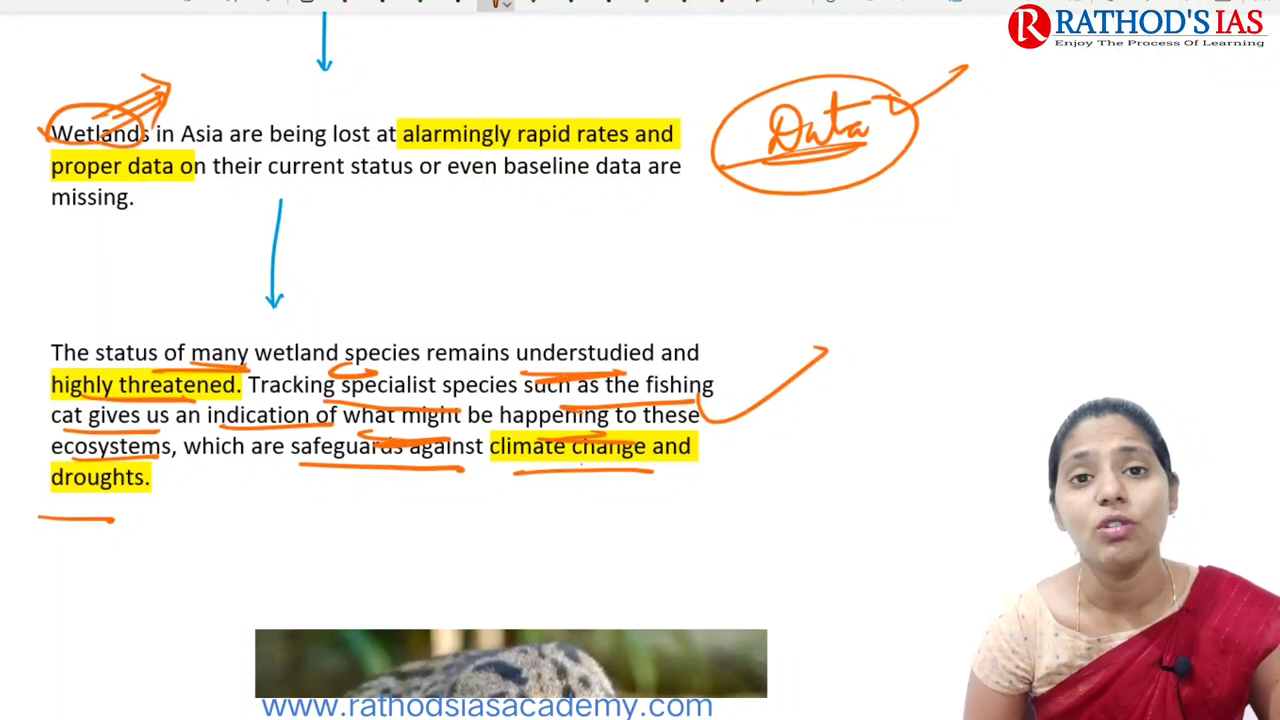 RATHOD'S IAS
Enjoy The Process Of Learning
Wetlands in Asia are being lost at alarmingly rapid rates and
proper data on their current status or even baseline data are
missing.
Data
The status of many wetland species remains understudied and
highly threatened. Tracking specialist species such as the fishing
cat gives us an indication of what might be happening to these
ecosystems, which are safeguards against climate change and
droughts.
www.rathodsiasacademy.com